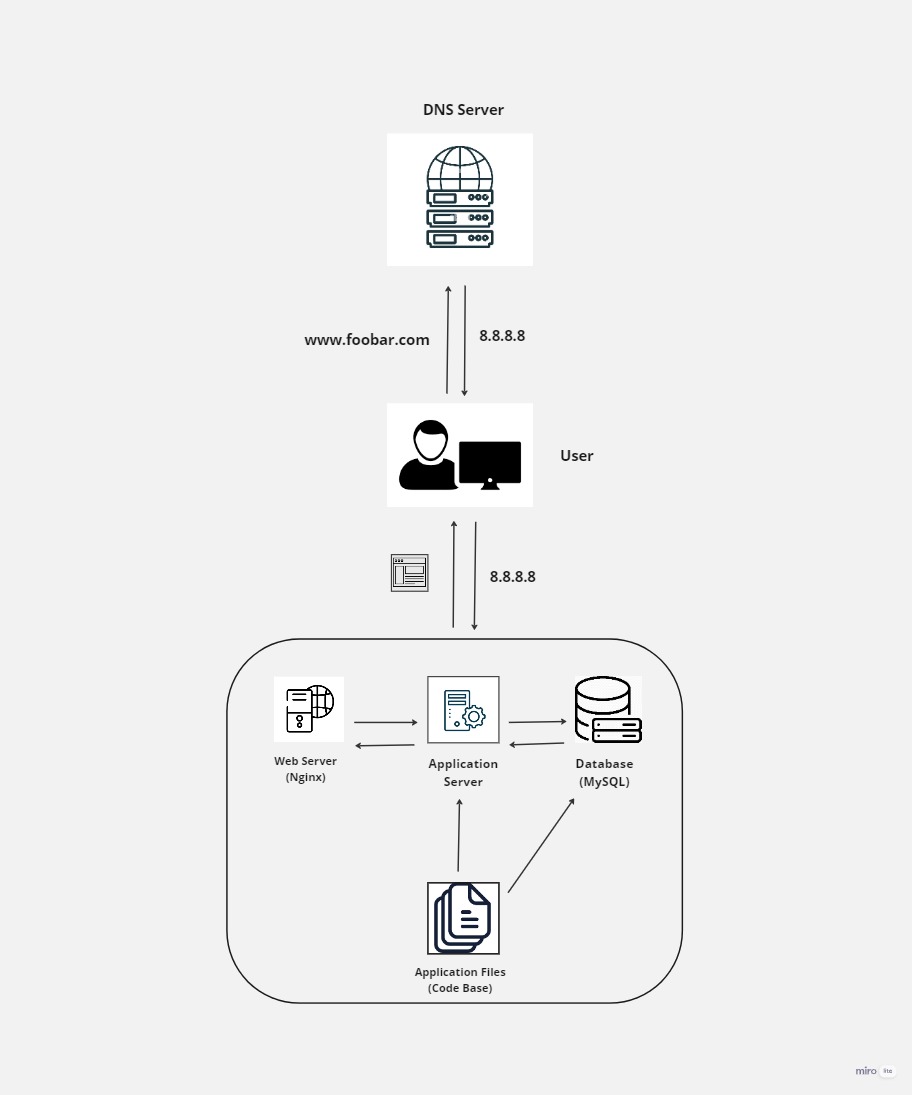 DNS Server
www.foobar.com
8.8.8.8
User
8.8.8.8
Web Server
(Nginx)
Application
Server
Database
(MySQL)
Application Files
(Code Base)
miro lite